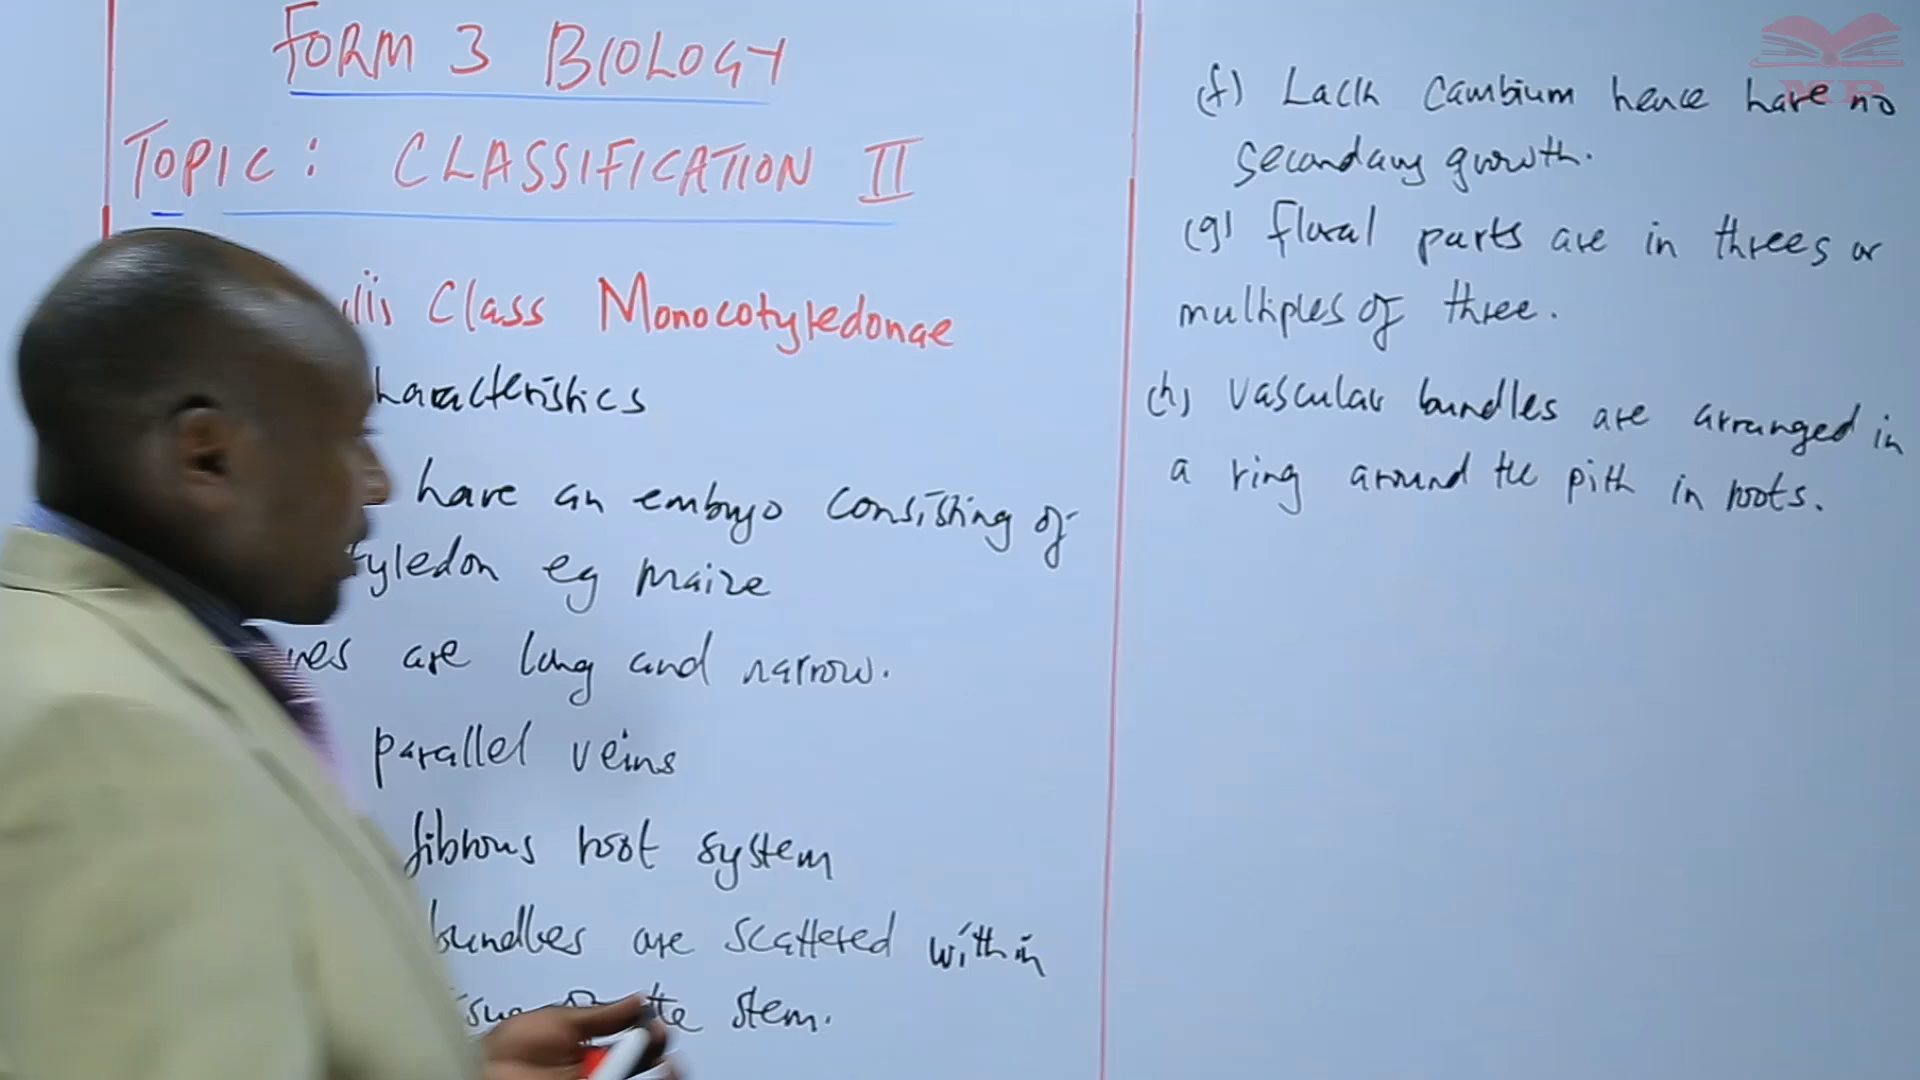 FORM 3 BIOLOGY
TOPIC: CLASSIFICATION II
Class Monocotyledonae
haracteristics
have an embryo consisting of
tyledon eg maize
are long and narrow.
parallel veins
fibrous root system
bundles are scattered within
the stem.
(f) Lack Cambium hence have no
secondary growth.
(g) floral parts are in threes or
multiples of three.
(h) vascular bundles are arranged in
a ring around the pith in roots.
MP